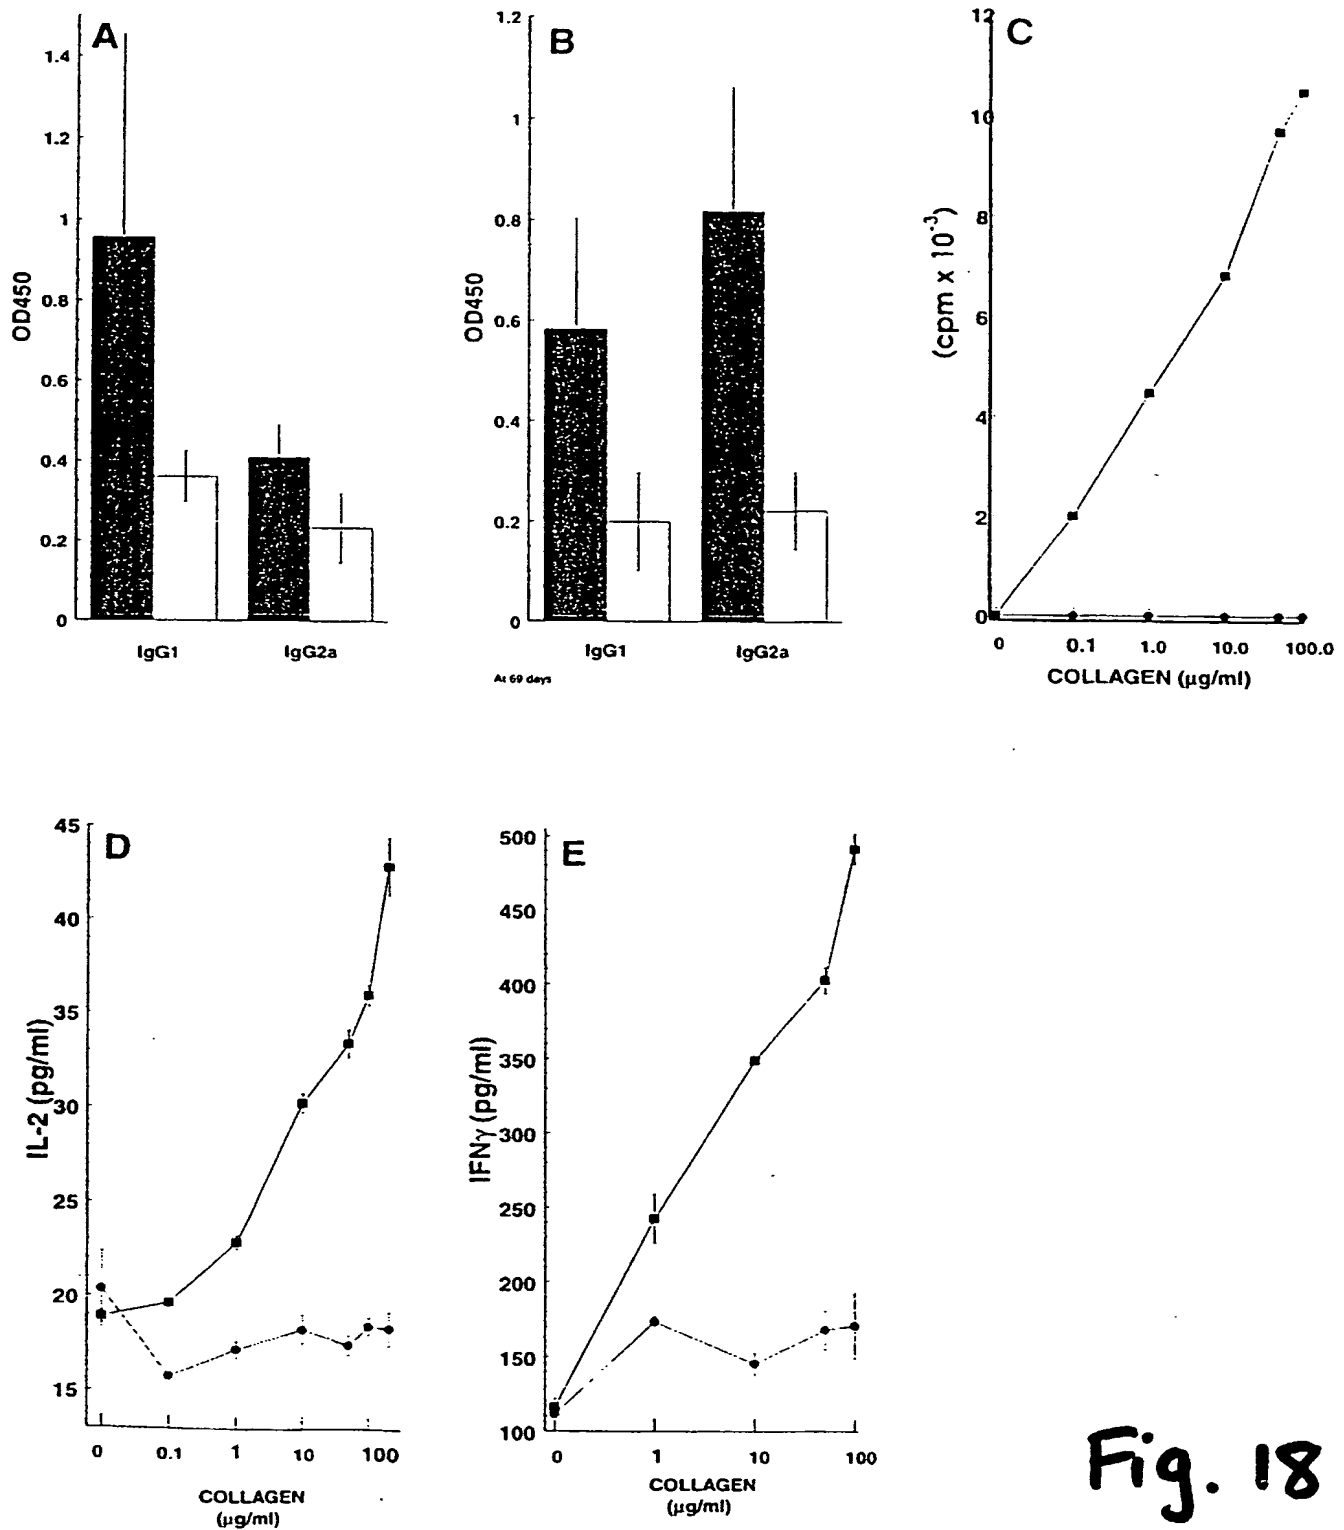 A
1.4
1.2
1
0.8
0.6
0.4
0.2
0
OD450
IgG1 IgG2a
B
1.2
1
0.8
0.6
0.4
0.2
0
OD450
IgG1 IgG2a
At 69 days
C
12
10
8
6
4
2
0
(cpm x 10⁻³)
0 0.1 1.0 10.0 100.0
COLLAGEN (µg/ml)
D
45
40
35
30
25
20
15
IL-2 (pg/ml)
0 0.1 1 10 100
COLLAGEN
(µg/ml)
E
500
450
400
350
300
250
200
150
100
IFNγ (pg/ml)
0 1 10 100
COLLAGEN
(µg/ml)
Fig. 18